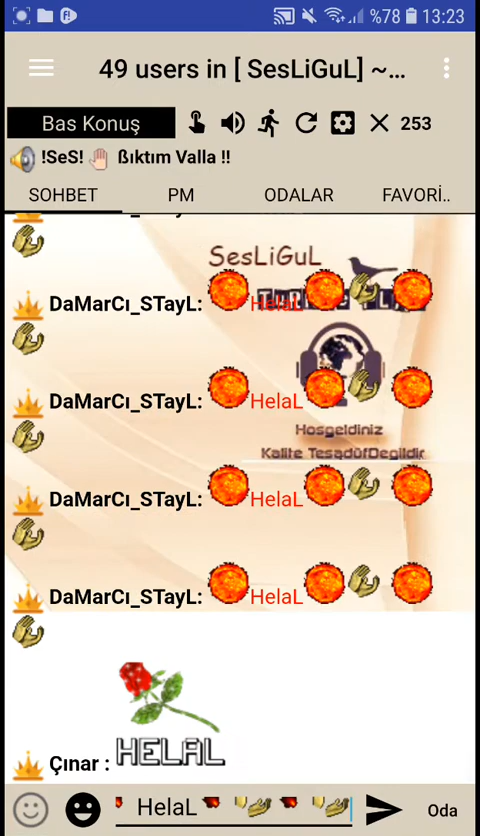 %78 13:23
49 users in [ SesLiGuL] ~...
Bas Konuş
253
!SeS! ßıktım Valla !!
SOHBET PM ODALAR FAVORİ..
SesLiGuL
DaMarCı_STayL: HelaL
DaMarCı_STayL: HelaL
Hosgeldiniz
Kalite TesadüfDegildir
DaMarCı_STayL: HelaL
DaMarCı_STayL: HelaL
HELAL
Çınar :
HelaL
Oda